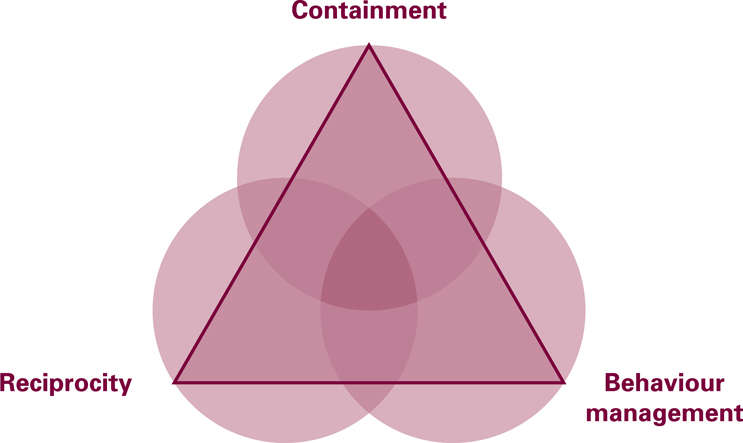 Containment
Reciprocity
Behaviour
management